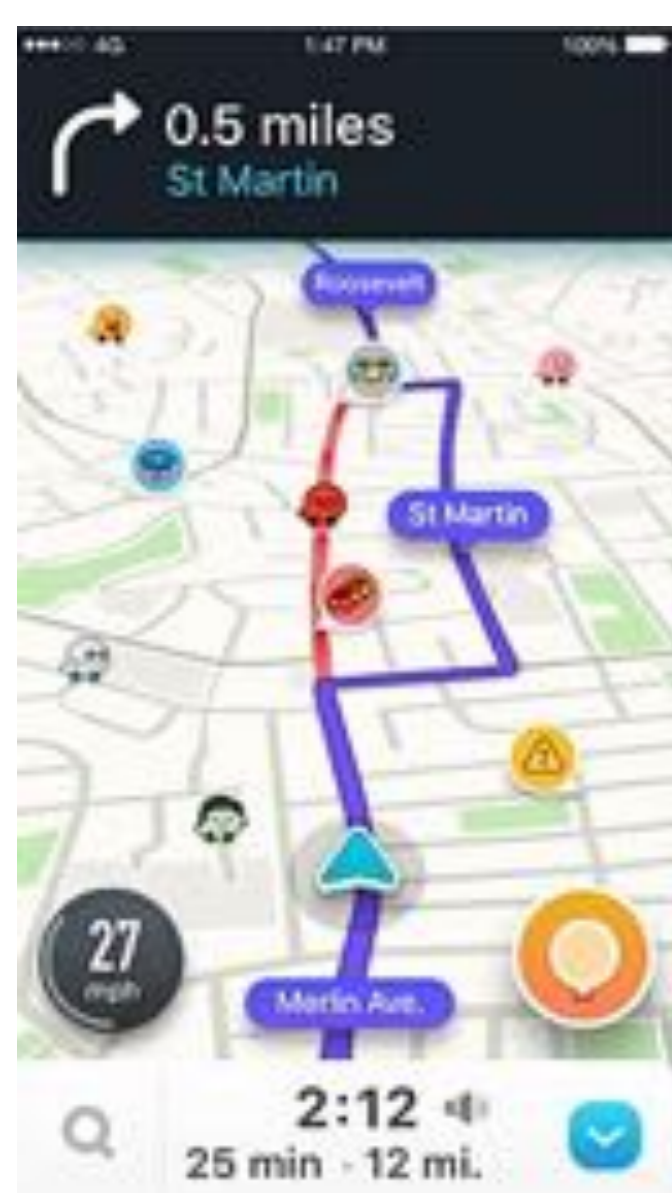 4G 1:47 PM 100%
0.5 miles
St Martin
Roosevelt
St Martin
27
mph
Merlin Ave.
2:12
25 min · 12 mi.